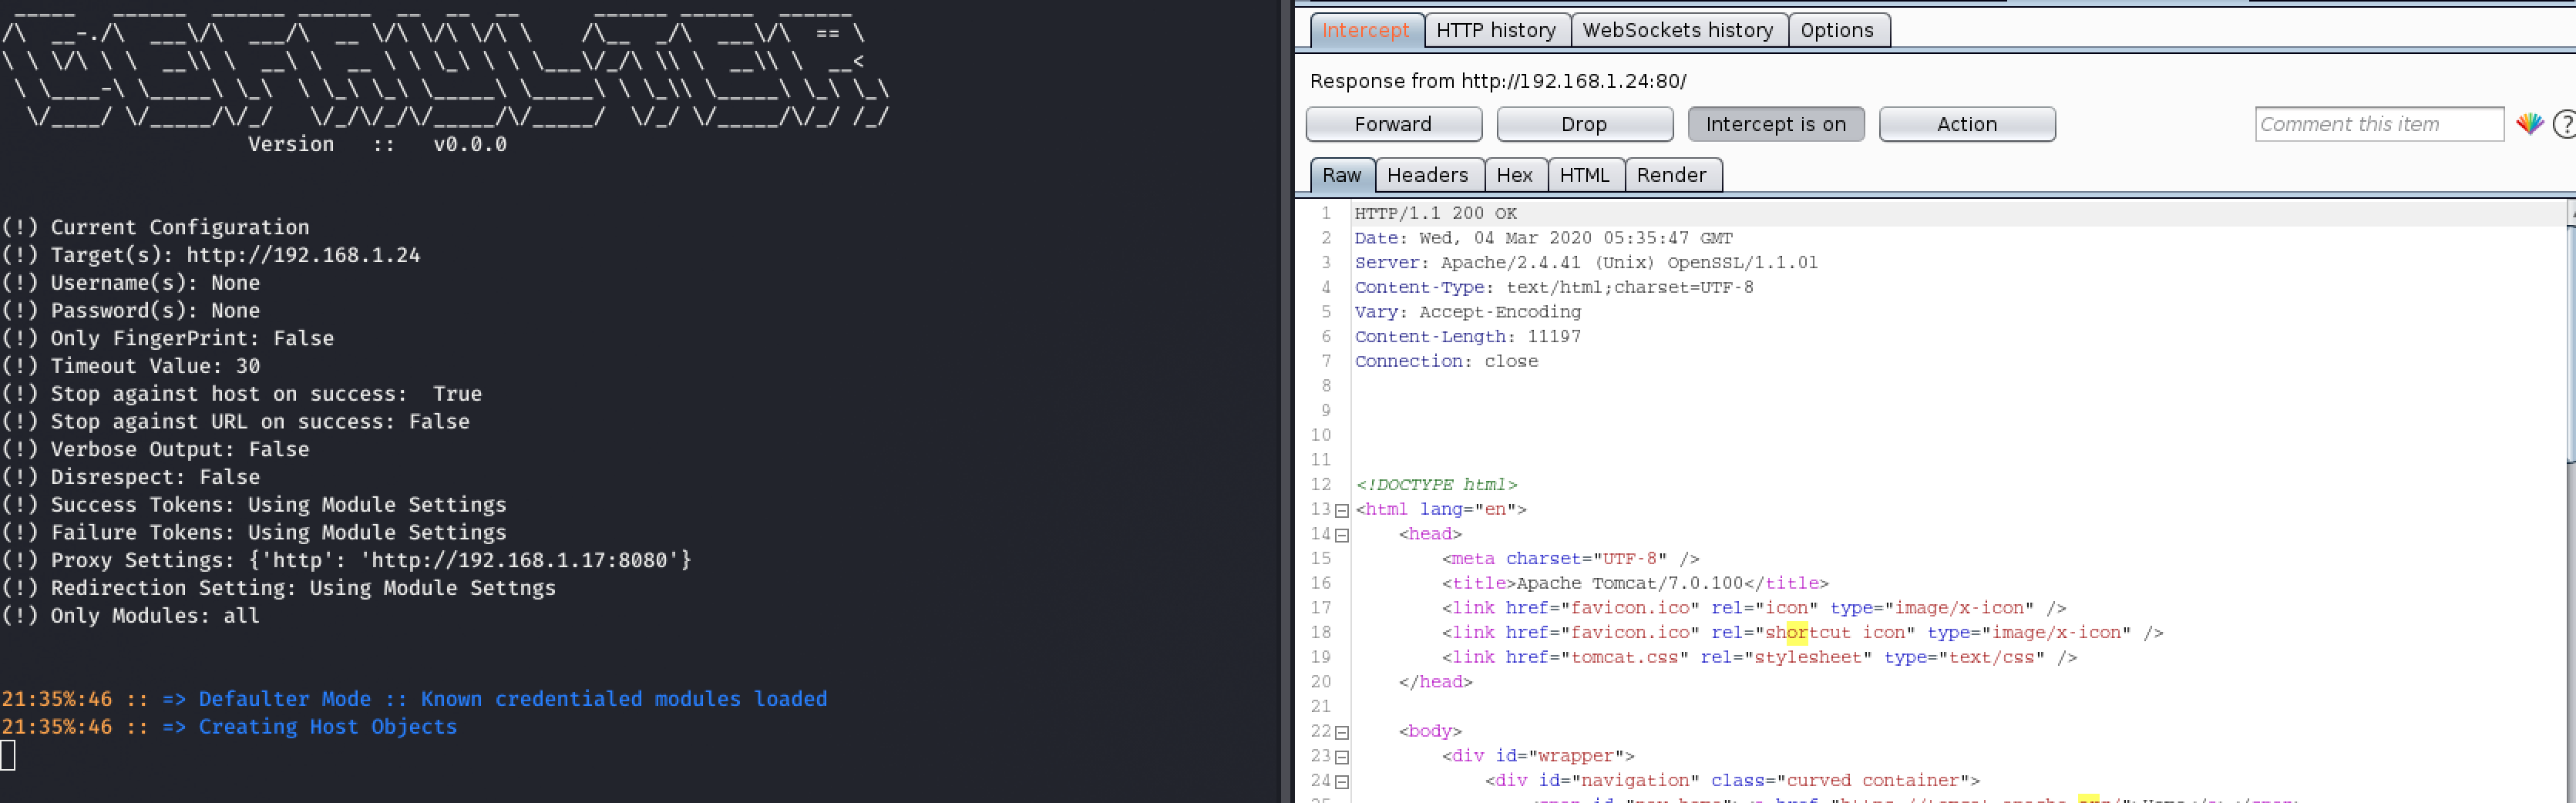 Version :: v0.0.0
(!) Current Configuration
(!) Target(s): http://192.168.1.24
(!) Username(s): None
(!) Password(s): None
(!) Only FingerPrint: False
(!) Timeout Value: 30
(!) Stop against host on success:  True
(!) Stop against URL on success: False
(!) Verbose Output: False
(!) Disrespect: False
(!) Success Tokens: Using Module Settings
(!) Failure Tokens: Using Module Settings
(!) Proxy Settings: {'http': 'http://192.168.1.17:8080'}
(!) Redirection Setting: Using Module Settngs
(!) Only Modules: all
21:35%:46 :: => Defaulter Mode :: Known credentialed modules loaded
21:35%:46 :: => Creating Host Objects
Intercept HTTP history WebSockets history Options
Response from http://192.168.1.24:80/
Forward Drop Intercept is on Action Comment this item ?
Raw Headers Hex HTML Render
1 HTTP/1.1 200 OK
2 Date: Wed, 04 Mar 2020 05:35:47 GMT
3 Server: Apache/2.4.41 (Unix) OpenSSL/1.1.0l
4 Content-Type: text/html;charset=UTF-8
5 Vary: Accept-Encoding
6 Content-Length: 11197
7 Connection: close
8
9
10
11
12 <!DOCTYPE html>
13 <html lang="en">
14 <head>
15 <meta charset="UTF-8" />
16 <title>Apache Tomcat/7.0.100</title>
17 <link href="favicon.ico" rel="icon" type="image/x-icon" />
18 <link href="favicon.ico" rel="shortcut icon" type="image/x-icon" />
19 <link href="tomcat.css" rel="stylesheet" type="text/css" />
20 </head>
21
22 <body>
23 <div id="wrapper">
24 <div id="navigation" class="curved container">